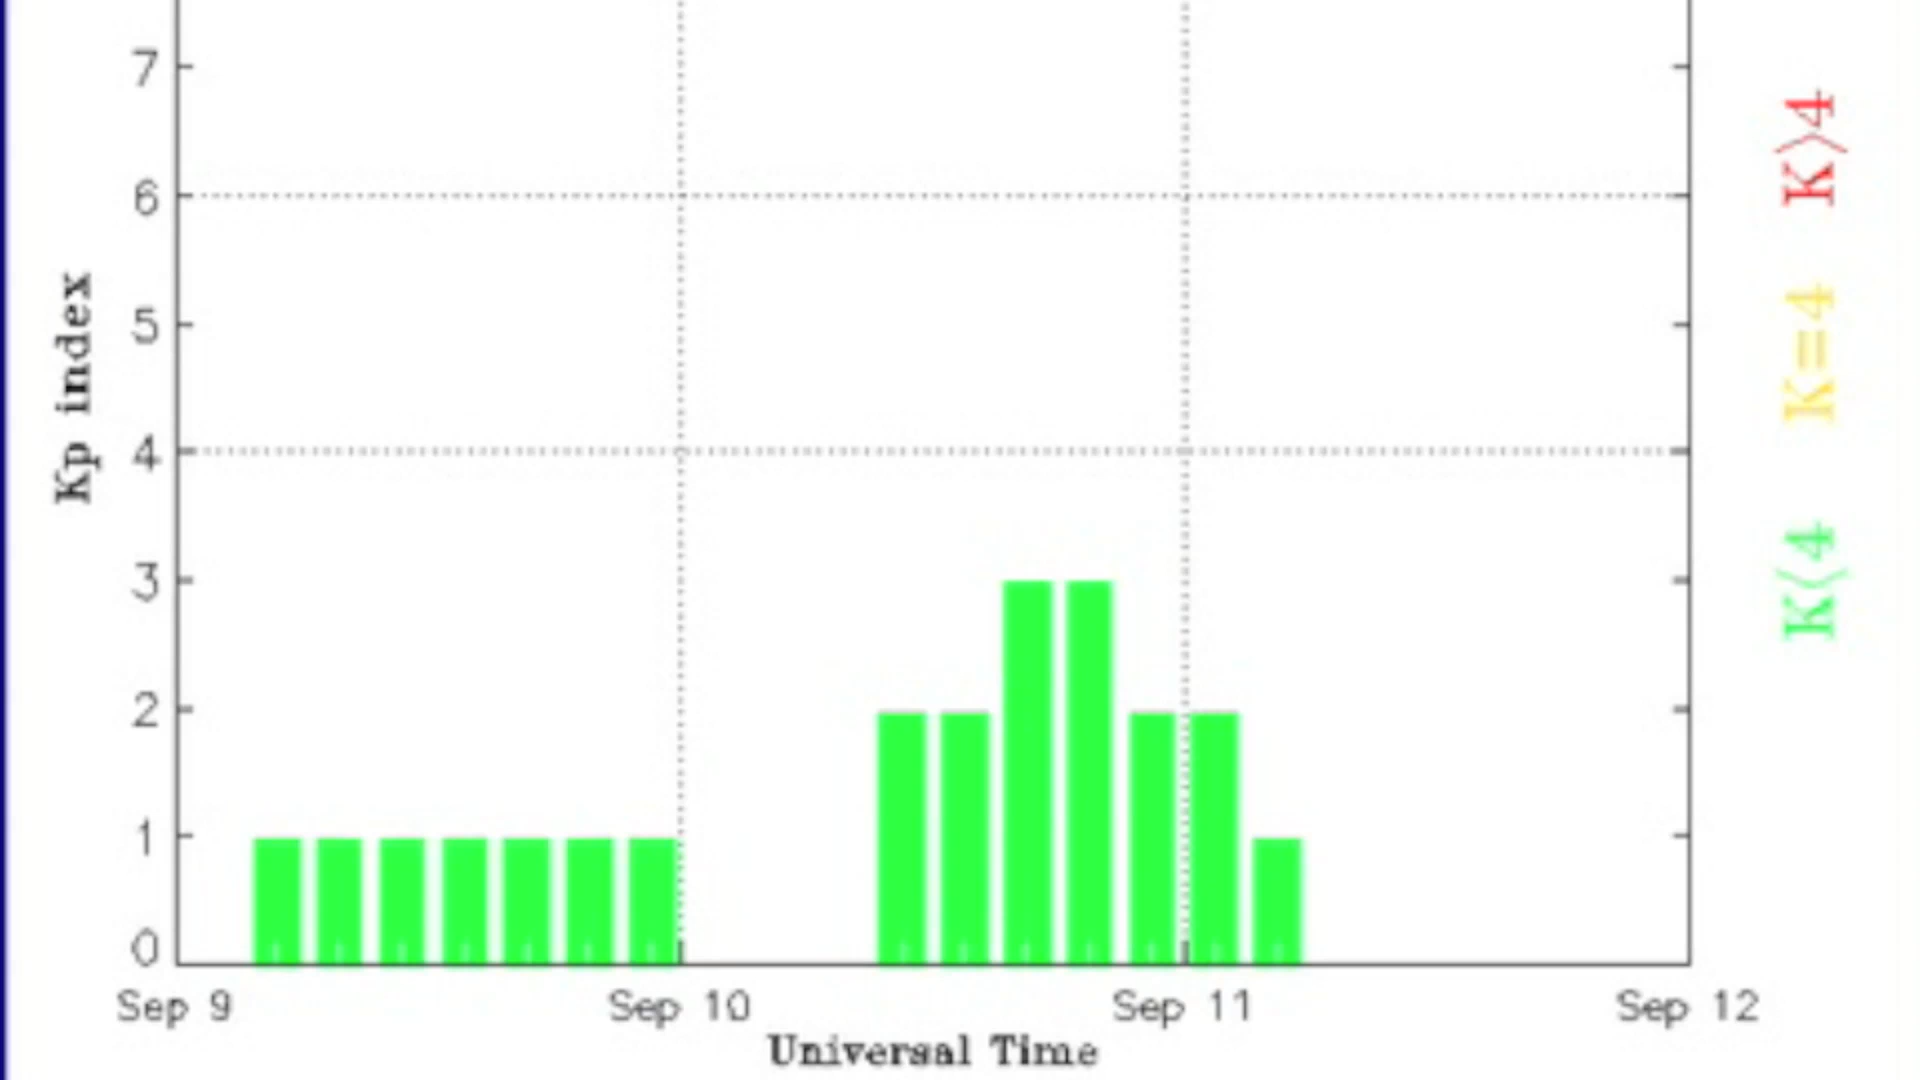 7
6
5
4
3
2
1
0
Kp index
Sep 9
Sep 10
Sep 11
Sep 12
Universal Time
K>4
K=4
K<4